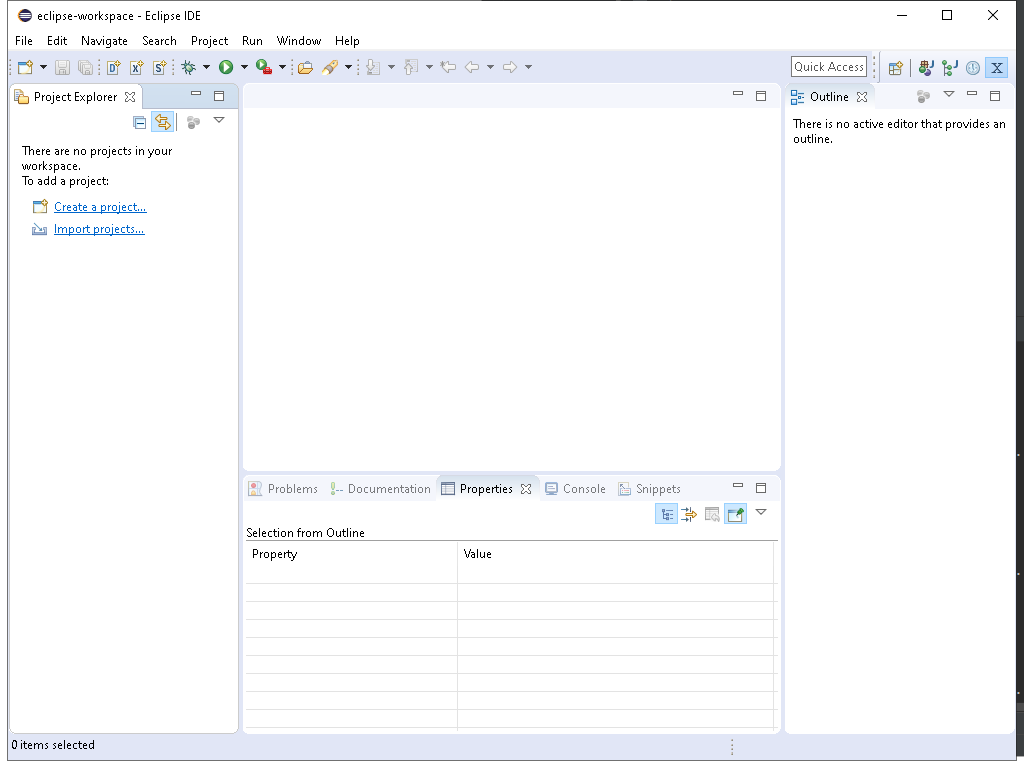 eclipse-workspace - Eclipse IDE
File Edit Navigate Search Project Run Window Help
Quick Access
Project Explorer
There are no projects in your
workspace.
To add a project:
Create a project...
Import projects...
Outline
There is no active editor that provides an
outline.
Problems Documentation Properties Console Snippets
Selection from Outline
Property Value
0 items selected